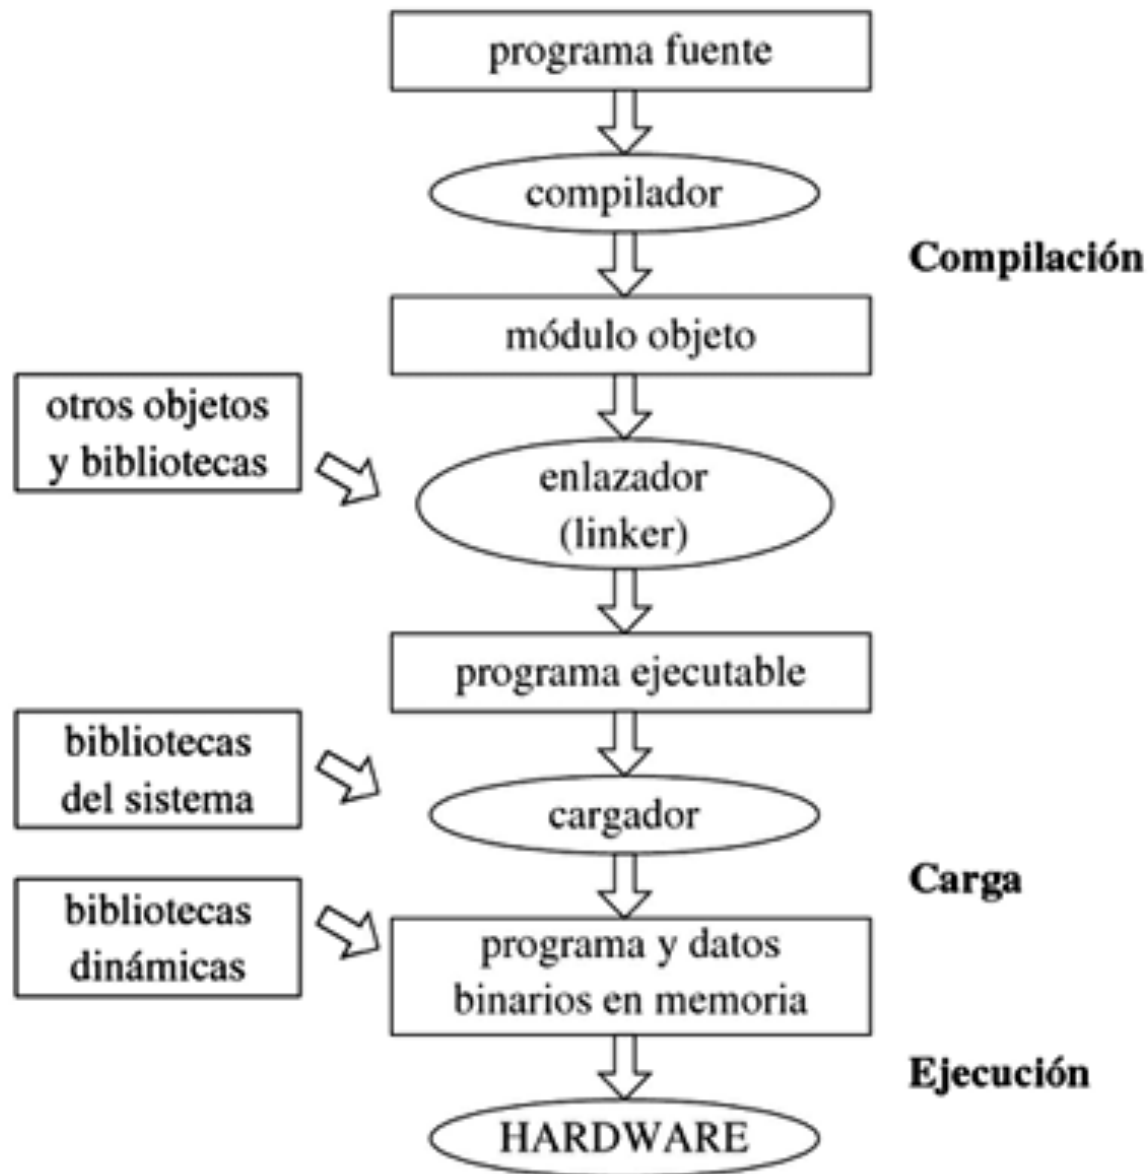 programa fuente
compilador
Compilación
módulo objeto
otros objetos
y bibliotecas
enlazador
(linker)
programa ejecutable
bibliotecas
del sistema
cargador
Carga
bibliotecas
dinámicas
programa y datos
binarios en memoria
Ejecución
HARDWARE